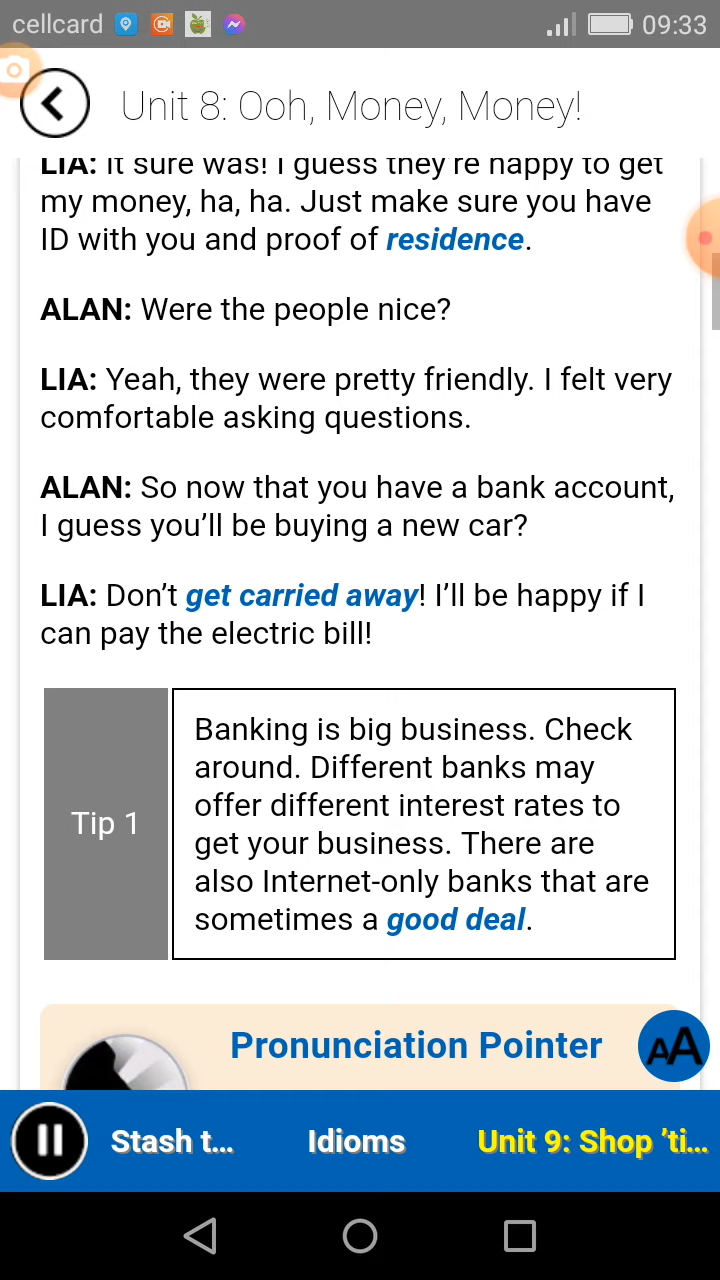 cellcard 09:33
Unit 8: Ooh, Money, Money!
LIA: It sure was! I guess they're happy to get
my money, ha, ha. Just make sure you have
ID with you and proof of residence.
ALAN: Were the people nice?
LIA: Yeah, they were pretty friendly. I felt very
comfortable asking questions.
ALAN: So now that you have a bank account,
I guess you'll be buying a new car?
LIA: Don't get carried away! I'll be happy if I
can pay the electric bill!
Tip 1
Banking is big business. Check
around. Different banks may
offer different interest rates to
get your business. There are
also Internet-only banks that are
sometimes a good deal.
Pronunciation Pointer
AA
Stash t... Idioms Unit 9: Shop 'ti...